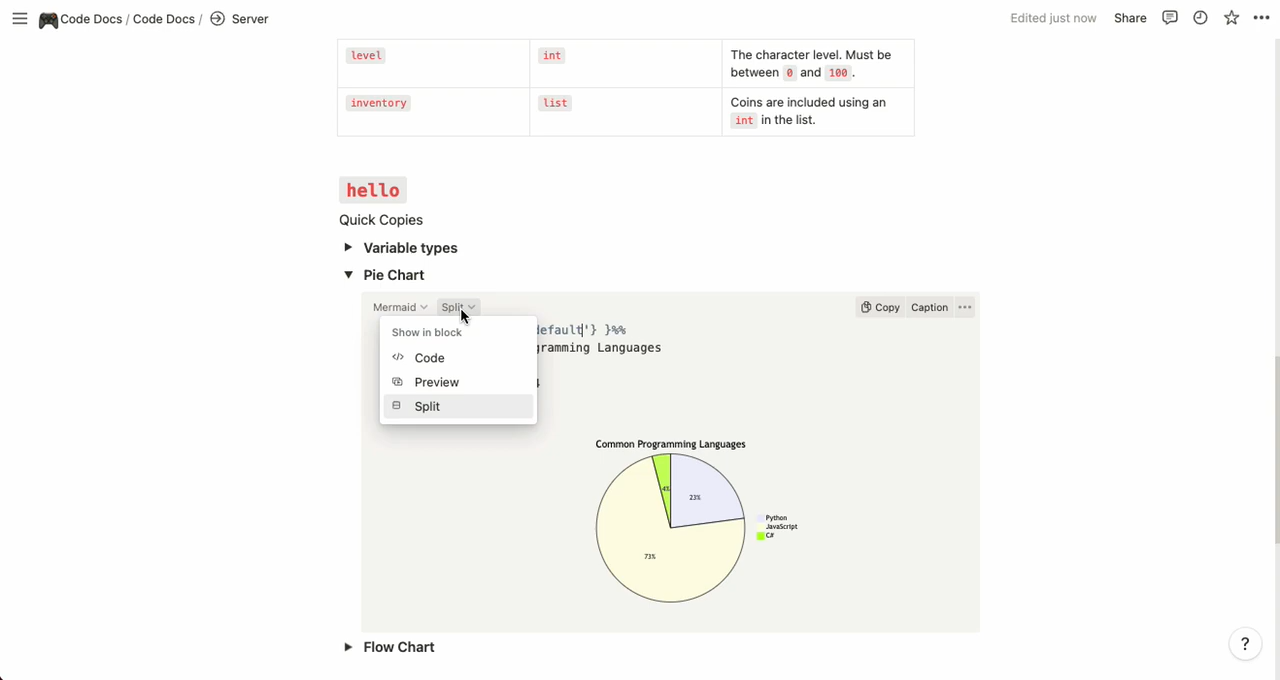 Code Docs / Code Docs / Server
Edited just now Share
level int The character level. Must be
between 0 and 100.
inventory list Coins are included using an
int in the list.
hello
Quick Copies
Variable types
Pie Chart
Mermaid Split Copy Caption
default'} }%%
Show in block
gramming Languages
Code
Preview
Split
Common Programming Languages
4%
23%
73%
Python
JavaScript
C#
Flow Chart
?